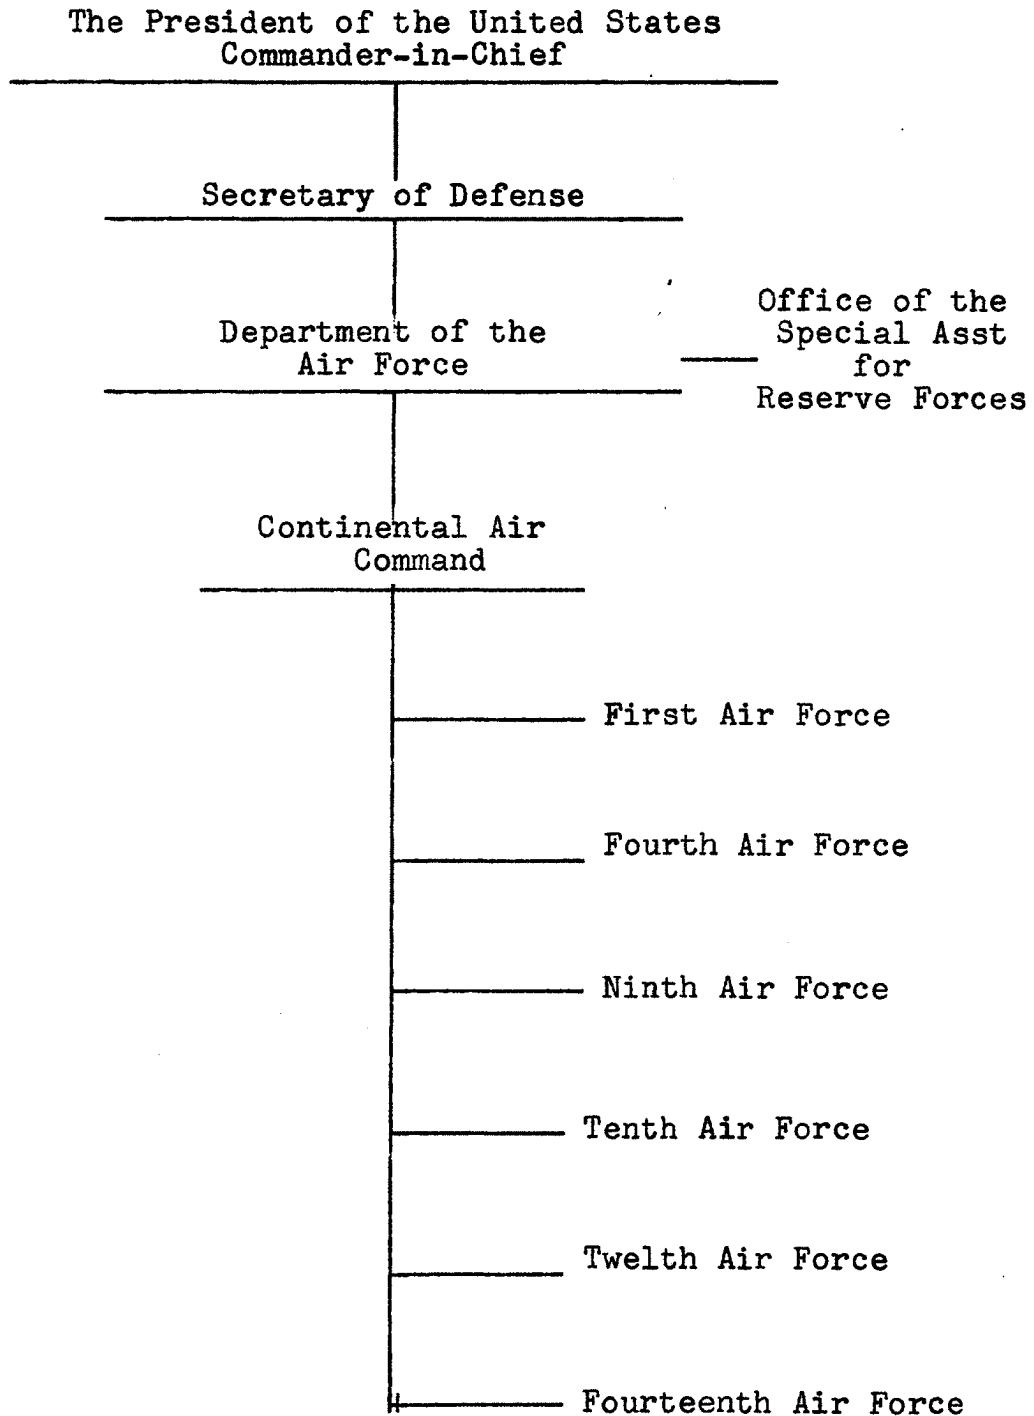 The President of the United States
Commander-in-Chief
Secretary of Defense
Department of the
Air Force
Office of the
Special Asst
for
Reserve Forces
Continental Air
Command
First Air Force
Fourth Air Force
Ninth Air Force
Tenth Air Force
Twelth Air Force
Fourteenth Air Force